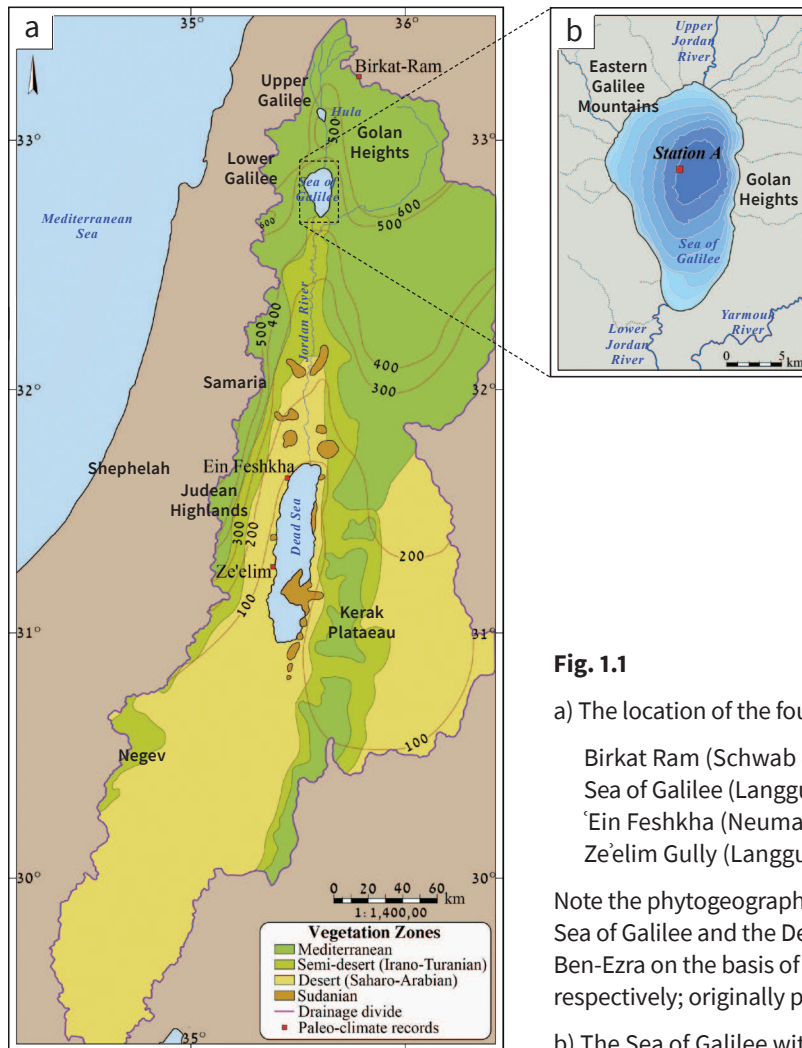 a
35°
36°
Birkat-Ram
Upper
Galilee
Hula
500
33°
33°
Golan
Heights
Lower
Galilee
Sea of
Galilee
Mediterranean
Sea
600
600
500
Jordan River
500
400
400
300
Samaria
32°
32°
Shephelah
Ein Feshkha
Judean
Highlands
Dead Sea
300
200
200
Ze'elim
100
Kerak
Plataeau
31°
31°
100
Negev
30°
30°
0 20 40 60 km
1:1,400,00
Vegetation Zones
Mediterranean
Semi-desert (Irano-Turanian)
Desert (Saharo-Arabian)
Sudanian
Drainage divide
Paleo-climate records
35°
b
Upper
Jordan
River
Eastern
Galilee
Mountains
Station A
Golan
Heights
Sea of
Galilee
Lower
Jordan
River
Yarmouk
River
0 5
km
Fig. 1.1
a) The location of the fou
Birkat Ram (Schwab
Sea of Galilee (Langgu
ʿEin Feshkha (Neuma
Zeʾelim Gully (Langgu
Note the phytogeograph
Sea of Galilee and the De
Ben-Ezra on the basis of
respectively; originally p
b) The Sea of Galilee wit